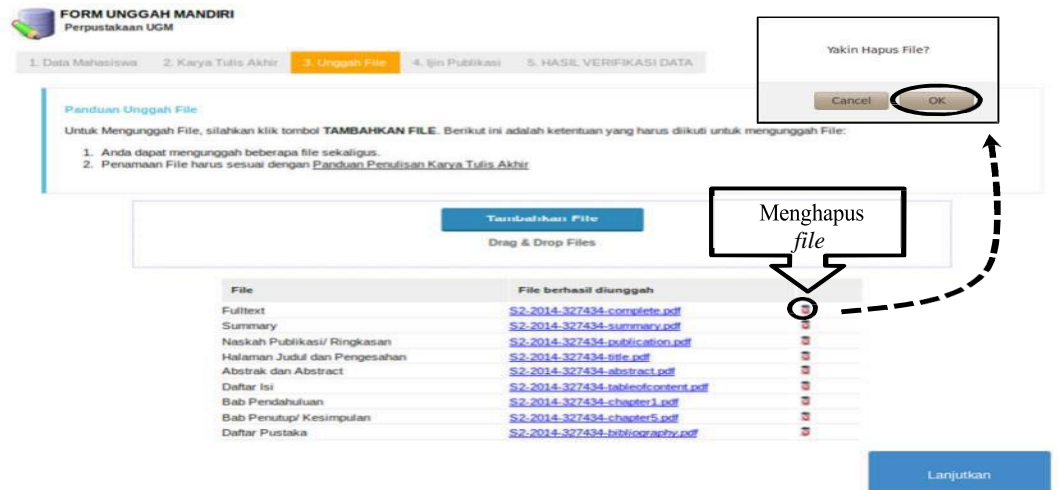 FORM UNGGAH MANDIRI
Perpustakaan UGM
1. Data Mahasiswa 2. Karya Tulis Akhir 3. Unggah File 4. Ijin Publikasi 5. HASIL VERIFIKASI DATA
Yakin Hapus File?
Cancel OK
Panduan Unggah File
Untuk Mengunggah File, silahkan klik tombol TAMBAHKAN FILE. Berikut ini adalah ketentuan yang harus diikuti untuk mengunggah File:
1. Anda dapat mengunggah beberapa file sekaligus.
2. Penamaan File harus sesuai dengan Panduan Penulisan Karya Tulis Akhir
Tambahkan File
Drag & Drop Files
Menghapus
file
File File berhasil diunggah
Fulltext S2-2014-327434-complete.pdf
Summary S2-2014-327434-summary.pdf
Naskah Publikasi/ Ringkasan S2-2014-327434-publication.pdf
Halaman Judul dan Pengesahan S2-2014-327434-title.pdf
Abstrak dan Abstract S2-2014-327434-abstract.pdf
Daftar Isi S2-2014-327434-tableofcontent.pdf
Bab Pendahuluan S2-2014-327434-chapter1.pdf
Bab Penutup/ Kesimpulan S2-2014-327434-chapter5.pdf
Daftar Pustaka S2-2014-327434-bibliography.pdf
Lanjutkan